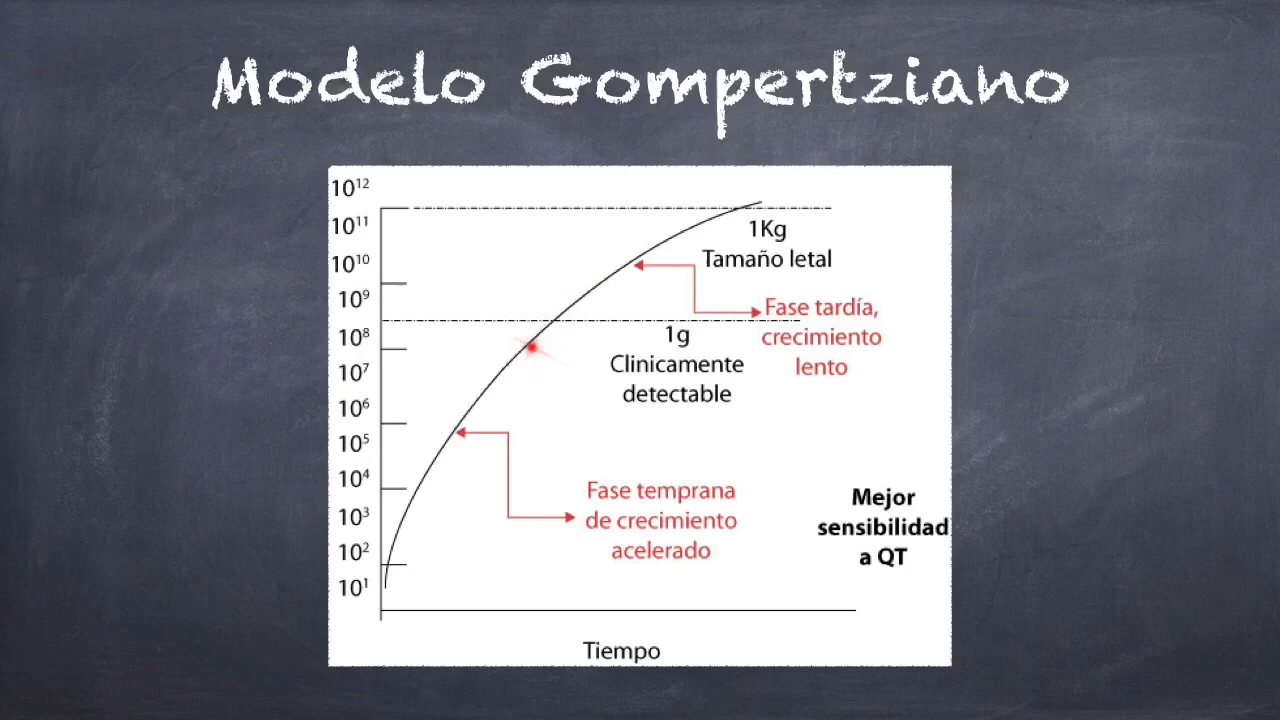 Modelo Gompertziano
10¹²
10¹¹
10¹⁰
10⁹
10⁸
10⁷
10⁶
10⁵
10⁴
10³
10²
10¹
1Kg
Tamaño letal
Fase tardía,
crecimiento
lento
1g
Clinicamente
detectable
Fase temprana
de crecimiento
acelerado
Mejor
sensibilidad
a QT
Tiempo